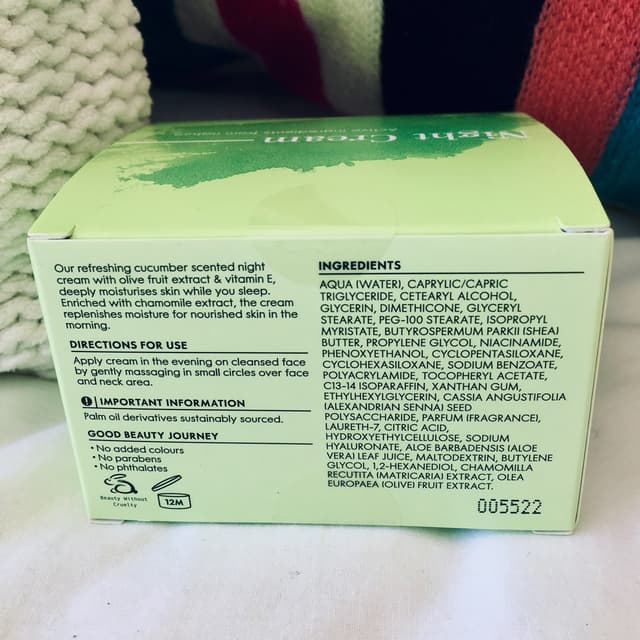 Night Cream
Active ingredients from nature
Our refreshing cucumber scented night
cream with olive fruit extract & vitamin E,
deeply moisturises skin while you sleep.
Enriched with chamomile extract, the cream
replenishes moisture for nourished skin in the
morning.
DIRECTIONS FOR USE
Apply cream in the evening on cleansed face
by gently massaging in small circles over face
and neck area.
! IMPORTANT INFORMATION
Palm oil derivatives sustainably sourced.
GOOD BEAUTY JOURNEY
• No added colours
• No parabens
• No phthalates
Beauty Without
Cruelty
12M
INGREDIENTS
AQUA (WATER), CAPRYLIC/CAPRIC
TRIGLYCERIDE, CETEARYL ALCOHOL,
GLYCERIN, DIMETHICONE, GLYCERYL
STEARATE, PEG-100 STEARATE, ISOPROPYL
MYRISTATE, BUTYROSPERMUM PARKII (SHEA)
BUTTER, PROPYLENE GLYCOL, NIACINAMIDE,
PHENOXYETHANOL, CYCLOPENTASILOXANE,
CYCLOHEXASILOXANE, SODIUM BENZOATE,
POLYACRYLAMIDE, TOCOPHERYL ACETATE,
C13-14 ISOPARAFFIN, XANTHAN GUM,
ETHYLHEXYLGLYCERIN, CASSIA ANGUSTIFOLIA
(ALEXANDRIAN SENNA) SEED
POLYSACCHARIDE, PARFUM (FRAGRANCE),
LAURETH-7, CITRIC ACID,
HYDROXYETHYLCELLULOSE, SODIUM
HYALURONATE, ALOE BARBADENSIS (ALOE
VERA) LEAF JUICE, MALTODEXTRIN, BUTYLENE
GLYCOL, 1,2-HEXANEDIOL, CHAMOMILLA
RECUTITA (MATRICARIA) EXTRACT, OLEA
EUROPAEA (OLIVE) FRUIT EXTRACT.
005522